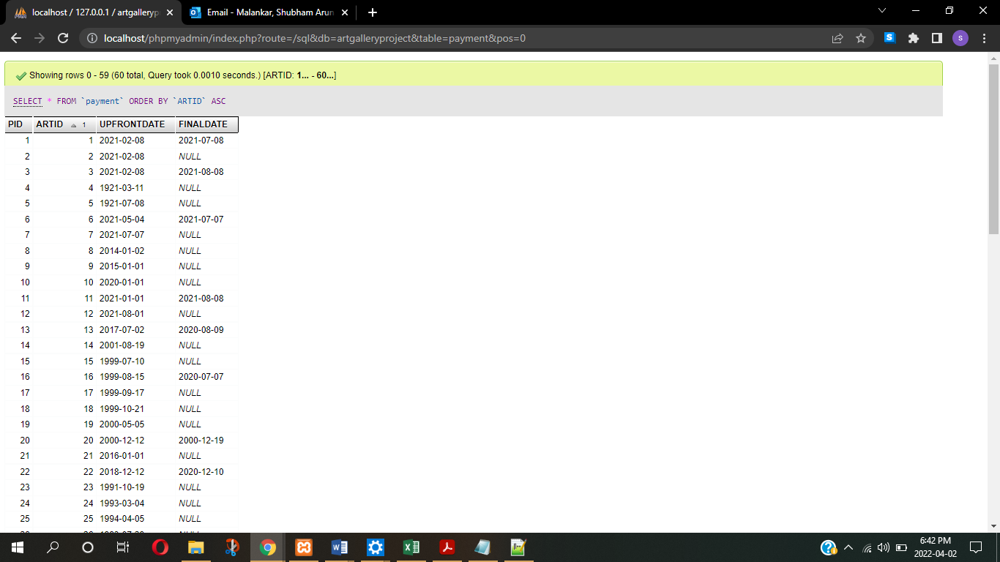 localhost / 127.0.0.1 / artgalleryp
Email - Malankar, Shubham Arun
localhost/phpmyadmin/index.php?route=/sql&db=artgalleryproject&table=payment&pos=0
S
s
Showing rows 0 - 59 (60 total, Query took 0.0010 seconds.) [ARTID: 1... - 60...]
SELECT * FROM `payment` ORDER BY `ARTID` ASC
PID ARTID 1 UPFRONTDATE FINALDATE
1 1 2021-02-08 2021-07-08
2 2 2021-02-08 NULL
3 3 2021-02-08 2021-08-08
4 4 1921-03-11 NULL
5 5 1921-07-08 NULL
6 6 2021-05-04 2021-07-07
7 7 2021-07-07 NULL
8 8 2014-01-02 NULL
9 9 2015-01-01 NULL
10 10 2020-01-01 NULL
11 11 2021-01-01 2021-08-08
12 12 2021-08-01 NULL
13 13 2017-07-02 2020-08-09
14 14 2001-08-19 NULL
15 15 1999-07-10 NULL
16 16 1999-08-15 2020-07-07
17 17 1999-09-17 NULL
18 18 1999-10-21 NULL
19 19 2000-05-05 NULL
20 20 2000-12-12 2000-12-19
21 21 2016-01-01 NULL
22 22 2018-12-12 2020-12-10
23 23 1991-10-19 NULL
24 24 1993-03-04 NULL
25 25 1994-04-05 NULL
6:42 PM
2022-04-02